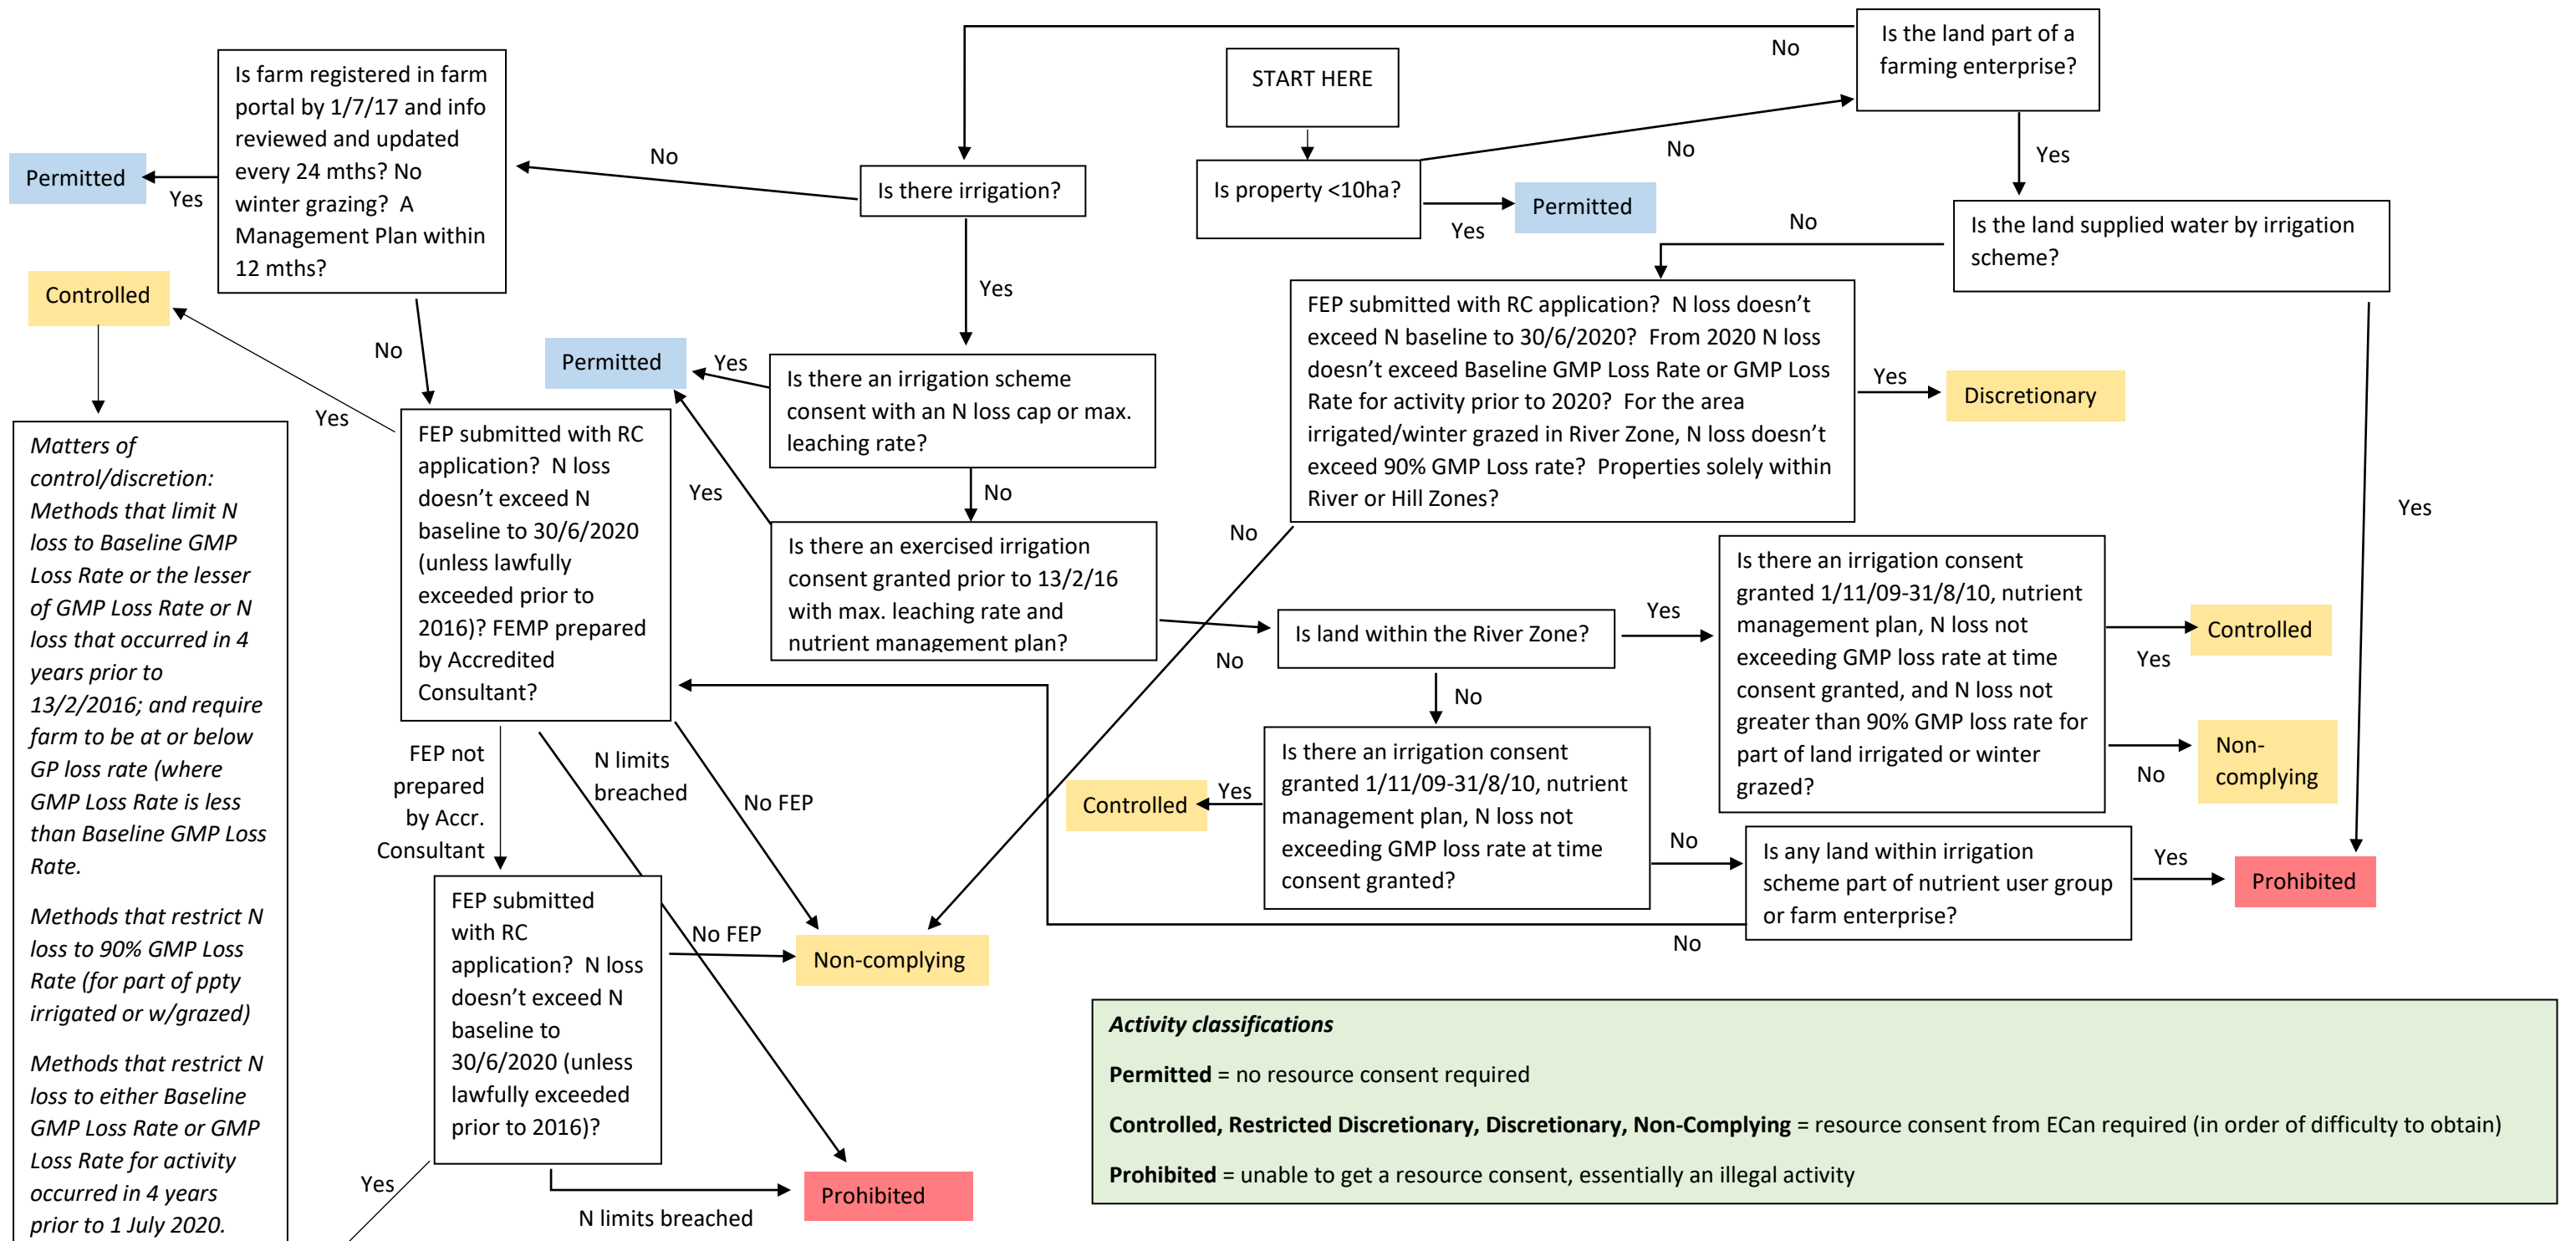 START HERE
Is property <10ha?
Yes
Permitted
No
Is the land part of a
farming enterprise?
No
Yes
Is the land supplied water by irrigation
scheme?
No
Yes
FEP submitted with RC application?  N loss doesn’t
exceed N baseline to 30/6/2020?  From 2020 N loss
doesn’t exceed Baseline GMP Loss Rate or GMP Loss
Rate for activity prior to 2020?  For the area
irrigated/winter grazed in River Zone, N loss doesn’t
exceed 90% GMP Loss rate?  Properties solely within
River or Hill Zones?
Yes
Discretionary
No
Is there irrigation?
No
Yes
Is farm registered in farm
portal by 1/7/17 and info
reviewed and updated
every 24 mths? No
winter grazing?  A
Management Plan within
12 mths?
Yes
Permitted
No
Controlled
Yes
Matters of
control/discretion:
Methods that limit N
loss to Baseline GMP
Loss Rate or the lesser
of GMP Loss Rate or N
loss that occurred in 4
years prior to
13/2/2016; and require
farm to be at or below
GP loss rate (where
GMP Loss Rate is less
than Baseline GMP Loss
Rate.
Methods that restrict N
loss to 90% GMP Loss
Rate (for part of ppty
irrigated or w/grazed)
Methods that restrict N
loss to either Baseline
GMP Loss Rate or GMP
Loss Rate for activity
occurred in 4 years
prior to 1 July 2020.
FEP submitted with RC
application?  N loss
doesn’t exceed N
baseline to 30/6/2020
(unless lawfully
exceeded prior to
2016)? FEMP prepared
by Accredited
Consultant?
FEP not
prepared
by Accr.
Consultant
N limits
breached
No FEP
FEP submitted
with RC
application?  N loss
doesn’t exceed N
baseline to
30/6/2020 (unless
lawfully exceeded
prior to 2016)?
No FEP
Non-complying
Yes
N limits breached
Prohibited
Permitted
Yes
Is there an irrigation scheme
consent with an N loss cap or max.
leaching rate?
No
Yes
Is there an exercised irrigation
consent granted prior to 13/2/16
with max. leaching rate and
nutrient management plan?
No
Is land within the River Zone?
Yes
No
Is there an irrigation consent
granted 1/11/09-31/8/10, nutrient
management plan, N loss not
exceeding GMP loss rate at time
consent granted, and N loss not
greater than 90% GMP loss rate for
part of land irrigated or winter
grazed?
Yes
Controlled
No
Non-
complying
Is there an irrigation consent
granted 1/11/09-31/8/10, nutrient
management plan, N loss not
exceeding GMP loss rate at time
consent granted?
Yes
Controlled
No
Is any land within irrigation
scheme part of nutrient user group
or farm enterprise?
Yes
Prohibited
No
Activity classifications
Permitted = no resource consent required
Controlled, Restricted Discretionary, Discretionary, Non-Complying = resource consent from ECan required (in order of difficulty to obtain)
Prohibited = unable to get a resource consent, essentially an illegal activity